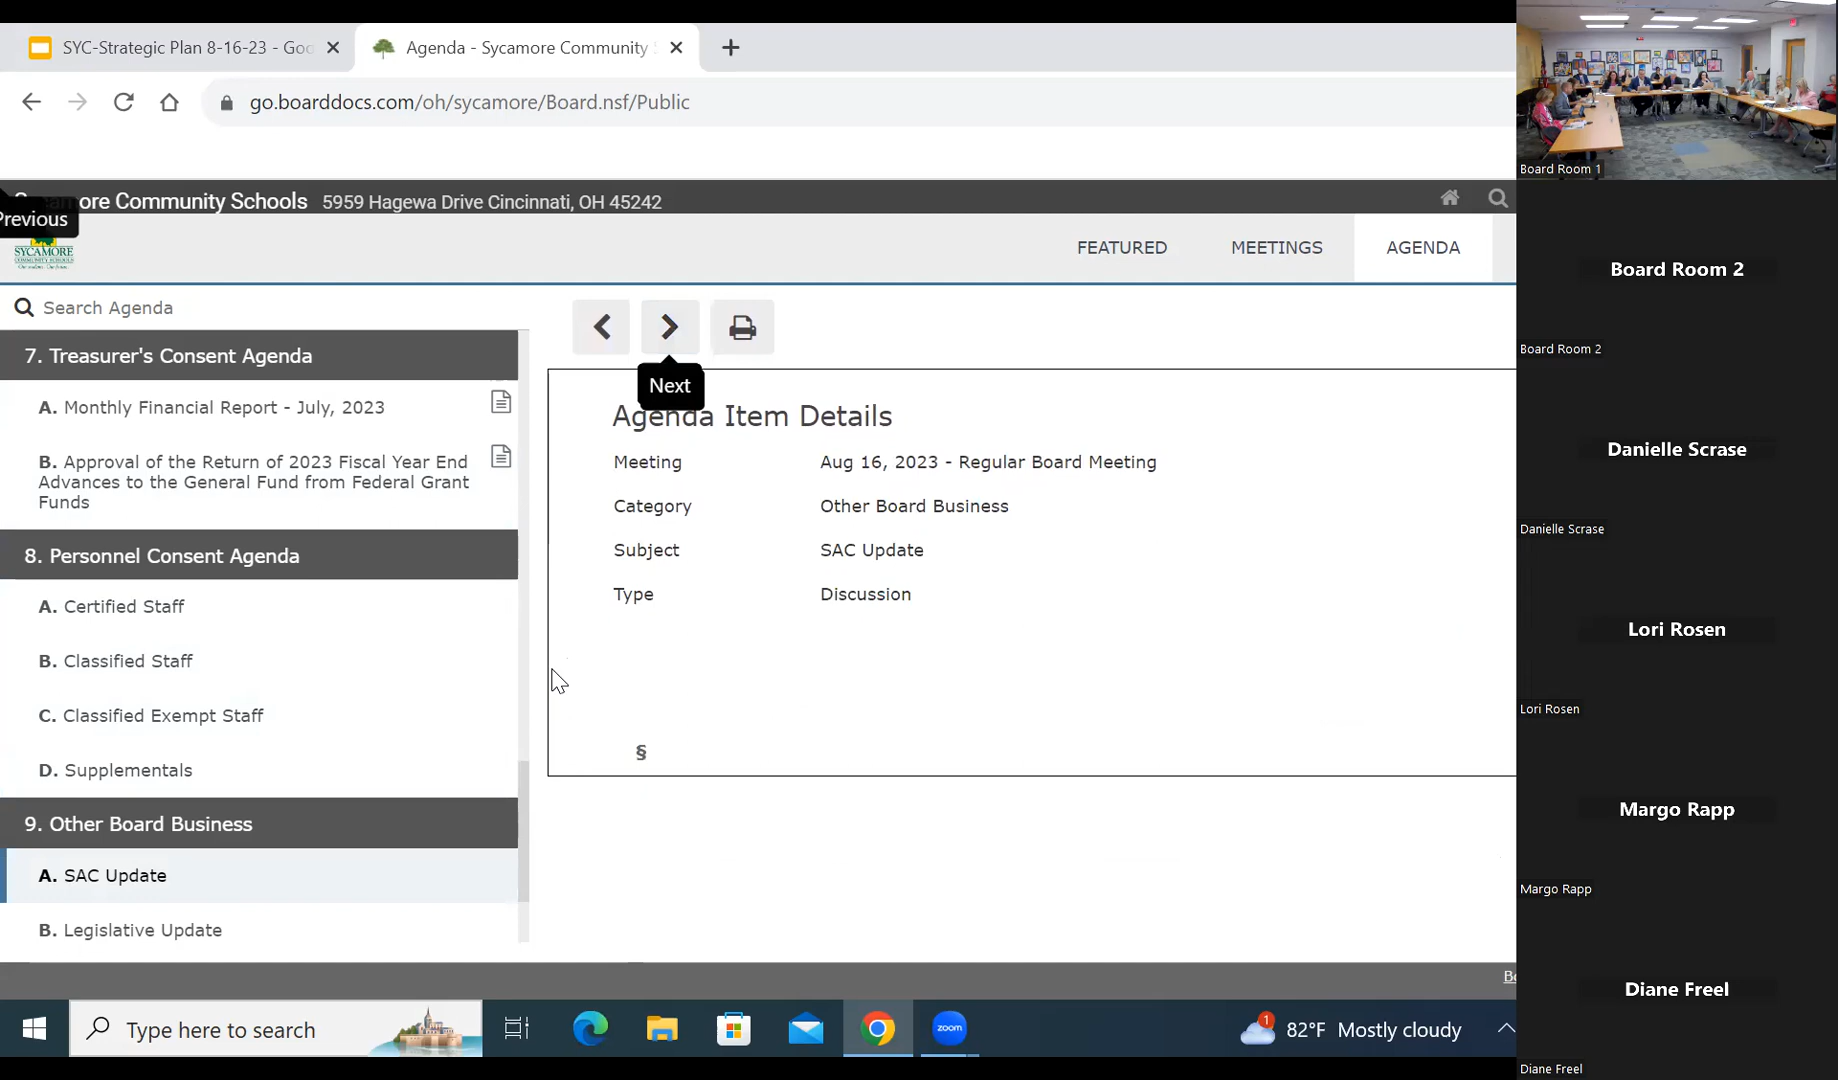 SYC-Strategic Plan 8-16-23 - Goo
Agenda - Sycamore Community S
go.boarddocs.com/oh/sycamore/Board.nsf/Public
Sycamore Community Schools 5959 Hagewa Drive Cincinnati, OH 45242
Previous
SYCAMORE
COMMUNITY SCHOOLS
FEATURED MEETINGS AGENDA
Search Agenda
7. Treasurer's Consent Agenda
A. Monthly Financial Report - July, 2023
B. Approval of the Return of 2023 Fiscal Year End
Advances to the General Fund from Federal Grant
Funds
8. Personnel Consent Agenda
A. Certified Staff
B. Classified Staff
C. Classified Exempt Staff
D. Supplementals
9. Other Board Business
A. SAC Update
B. Legislative Update
Next
Agenda Item Details
Meeting Aug 16, 2023 - Regular Board Meeting
Category Other Board Business
Subject SAC Update
Type Discussion
§
Type here to search
zoom
1
82°F Mostly cloudy
Board Room 1
Board Room 2
Board Room 2
Danielle Scrase
Danielle Scrase
Lori Rosen
Lori Rosen
Margo Rapp
Margo Rapp
Diane Freel
Diane Freel